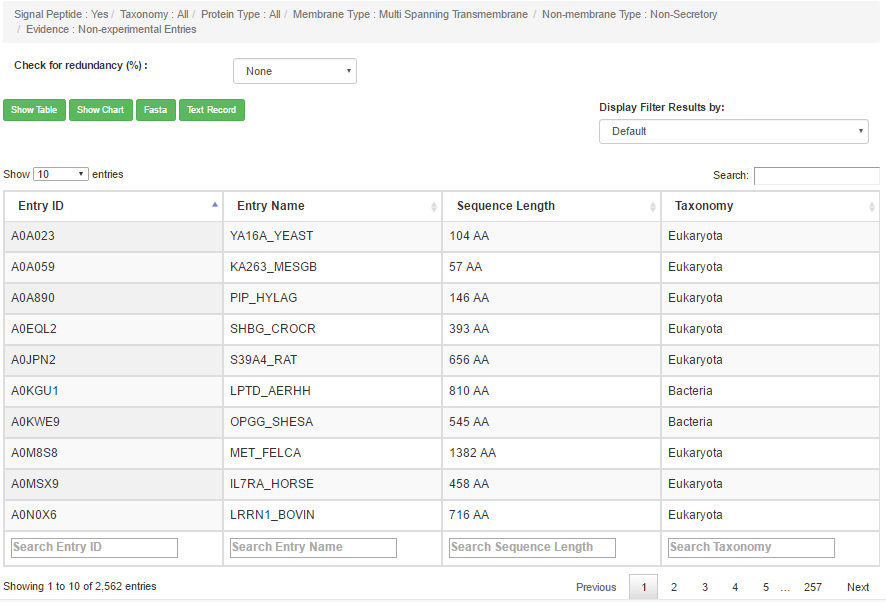 Signal Peptide : Yes / Taxonomy : All / Protein Type : All / Membrane Type : Multi Spanning Transmembrane / Non-membrane Type : Non-Secretory
/ Evidence : Non-experimental Entries
Check for redundancy (%) :
None
Show Table Show Chart Fasta Text Record
Display Filter Results by:
Default
Show 10 entries
Search:
Entry ID Entry Name Sequence Length Taxonomy
A0A023 YA16A_YEAST 104 AA Eukaryota
A0A059 KA263_MESGB 57 AA Eukaryota
A0A890 PIP_HYLAG 146 AA Eukaryota
A0EQL2 SHBG_CROCR 393 AA Eukaryota
A0JPN2 S39A4_RAT 656 AA Eukaryota
A0KGU1 LPTD_AERHH 810 AA Bacteria
A0KWE9 OPGG_SHESA 545 AA Bacteria
A0M8S8 MET_FELCA 1382 AA Eukaryota
A0MSX9 IL7RA_HORSE 458 AA Eukaryota
A0N0X6 LRRN1_BOVIN 716 AA Eukaryota
Search Entry ID Search Entry Name Search Sequence Length Search Taxonomy
Showing 1 to 10 of 2,562 entries
Previous 1 2 3 4 5 ... 257 Next